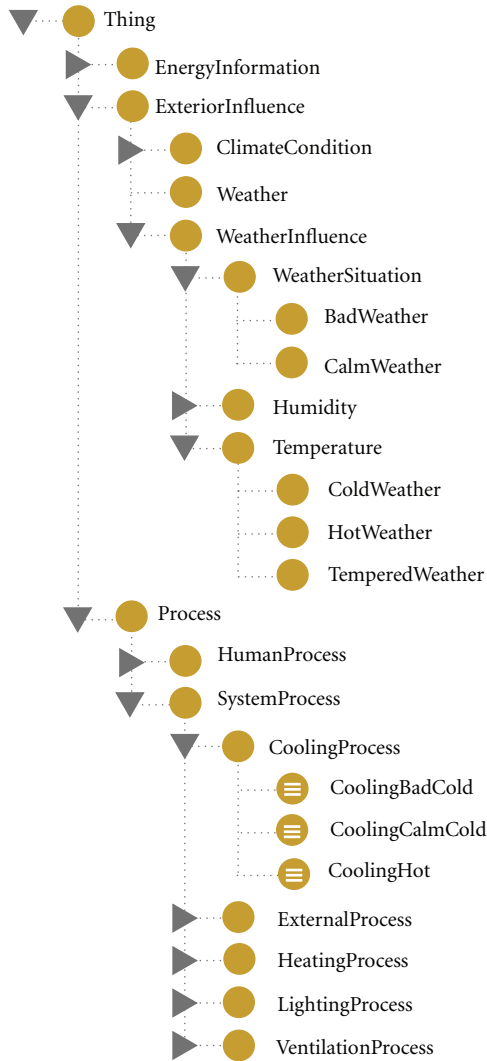 Thing
EnergyInformation
ExteriorInfluence
ClimateCondition
Weather
WeatherInfluence
WeatherSituation
BadWeather
CalmWeather
Humidity
Temperature
ColdWeather
HotWeather
TemperedWeather
Process
HumanProcess
SystemProcess
CoolingProcess
CoolingBadCold
CoolingCalmCold
CoolingHot
ExternalProcess
HeatingProcess
LightingProcess
VentilationProcess